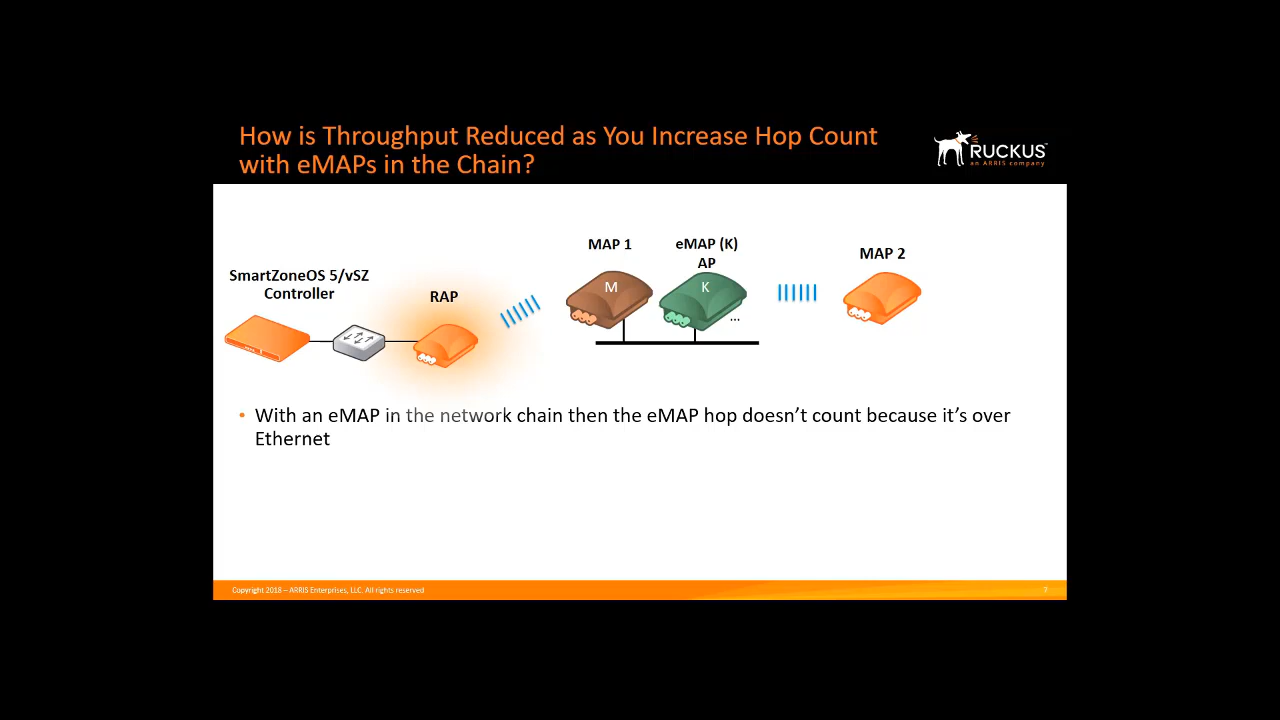 How is Throughput Reduced as You Increase Hop Count
with eMAPs in the Chain?
RUCKUS
an ARRIS company
SmartZoneOS 5/vSZ
Controller
RAP
MAP 1
eMAP (K)
AP
MAP 2
M
K
...
• With an eMAP in the network chain then the eMAP hop doesn't count because it's over
Ethernet
Copyright 2018 – ARRIS Enterprises, LLC. All rights reserved
7